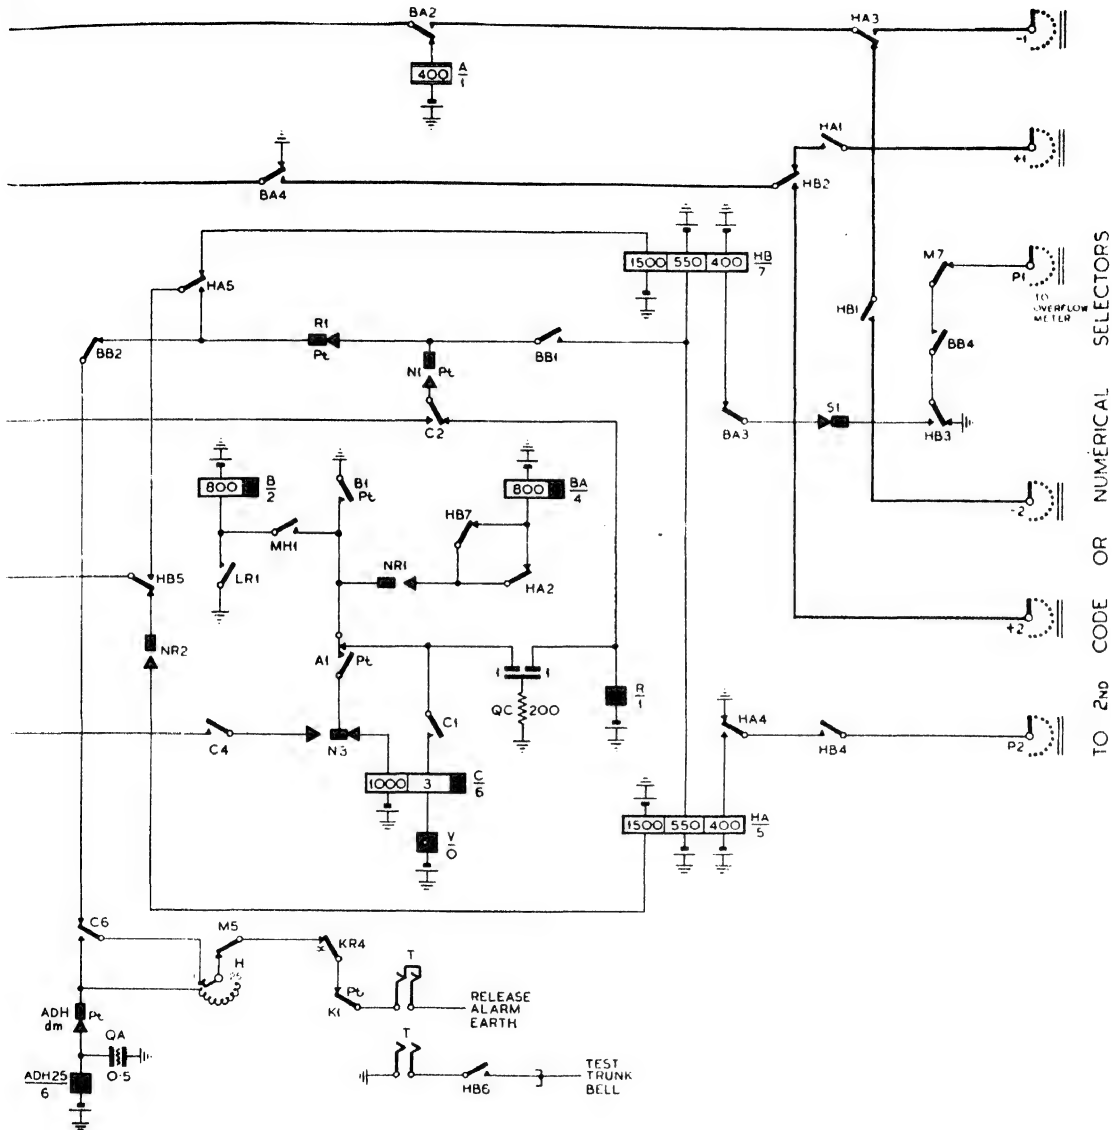 BA2
HA3
-1
400
A
1
HA1
+1
BA4
HB2
1500 550 400
HB
7
M7
P1
TO
OVERFLOW
METER
HA5
HB1
R1
Pt
BB2
BB1
BB4
N1
Pt
C2
BA3
S1
HB3
800
B
2
B1
Pt
800
BA
4
HB7
-2
MH1
LR1
NR1
HA2
HB5
+2
NR2
A1
Pt
1
1
R
1
QC
200
HA4
C4
N3
C1
HB4
P2
1000
3
C
6
1500 550 400
HA
5
V
0
C6
M5
KR4
H
T
Pt
K1
RELEASE
ALARM
EARTH
ADH
dm
Pt
QA
0.5
T
ADH25
6
HB6
TEST
TRUNK
BELL
TO 2ND CODE OR NUMERICAL SELECTORS